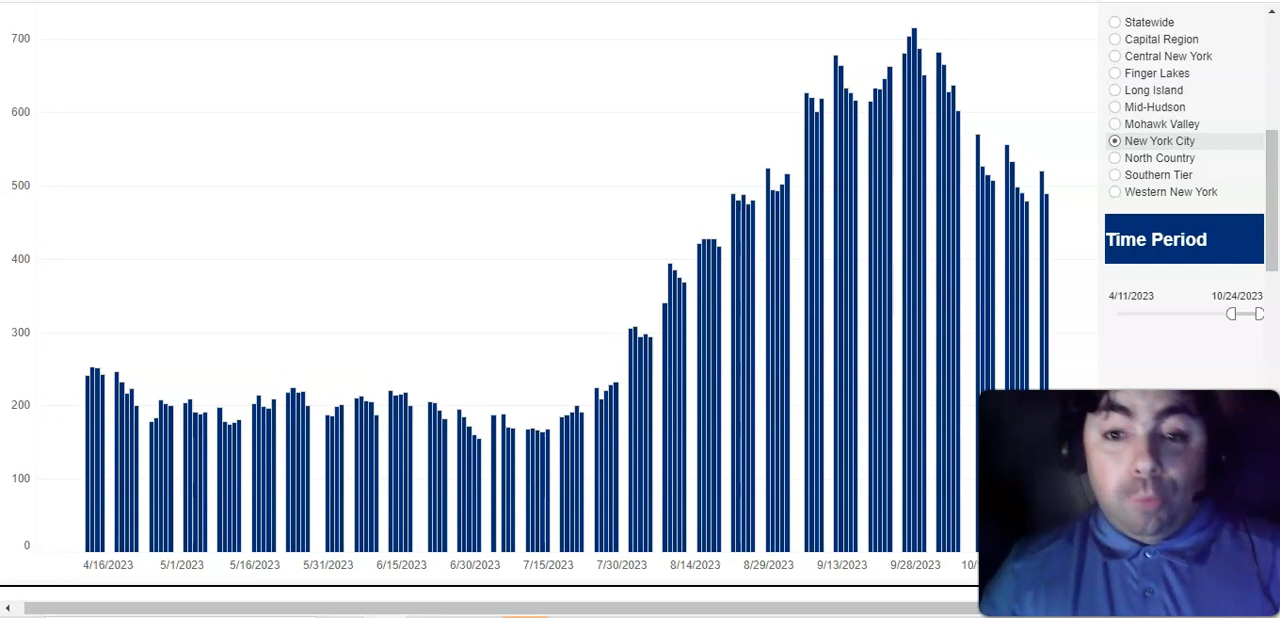 700
600
500
400
300
200
100
0
4/16/2023 5/1/2023 5/16/2023 5/31/2023 6/15/2023 6/30/2023 7/15/2023 7/30/2023 8/14/2023 8/29/2023 9/13/2023 9/28/2023 10/
Statewide
Capital Region
Central New York
Finger Lakes
Long Island
Mid-Hudson
Mohawk Valley
New York City
North Country
Southern Tier
Western New York
Time Period
4/11/2023 10/24/2023